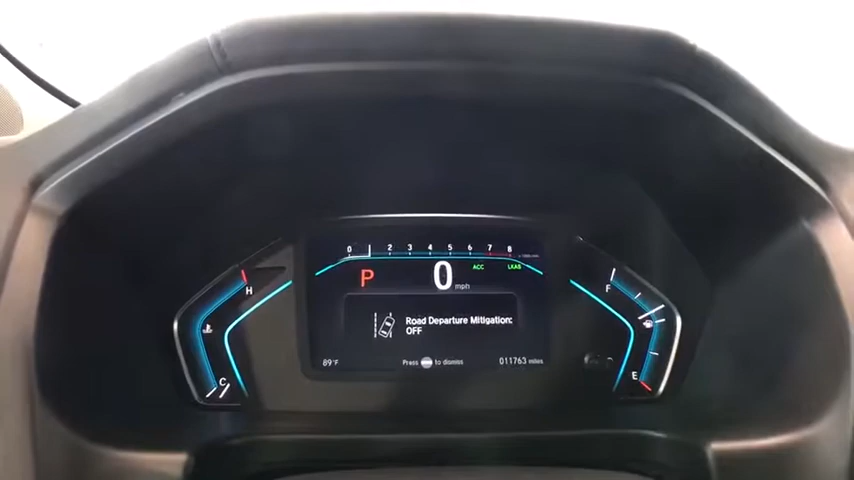 0 2 3 4 5 6 7 8
P 0 mph ACC LKAS
H
F
Road Departure Mitigation:
OFF
89°F Press to dismiss 011763 miles
C
E